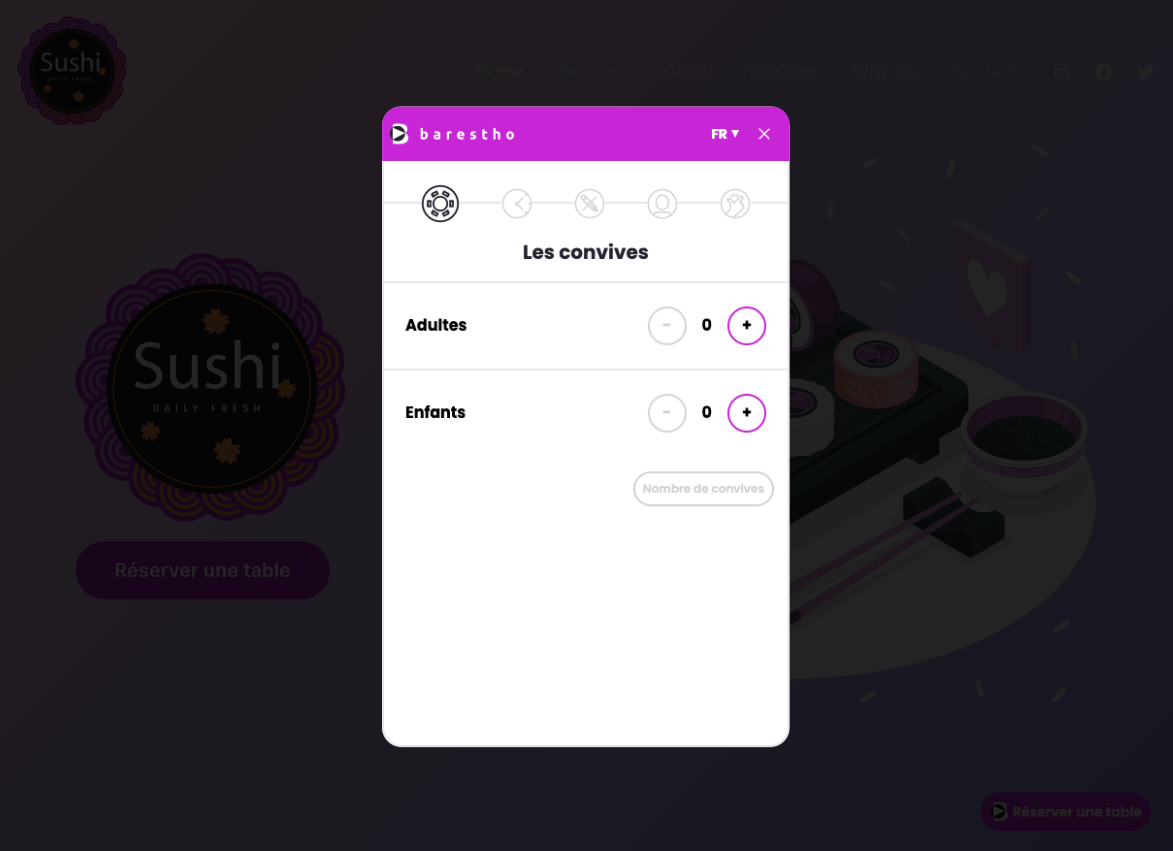 Sushi
DAILY FRESH
Home Services About Reviews Why Us Contact
barestho
FR
Les convives
Adultes
- 0 +
Enfants
- 0 +
Nombre de convives
Sushi
DAILY FRESH
Réserver une table
Réserver une table